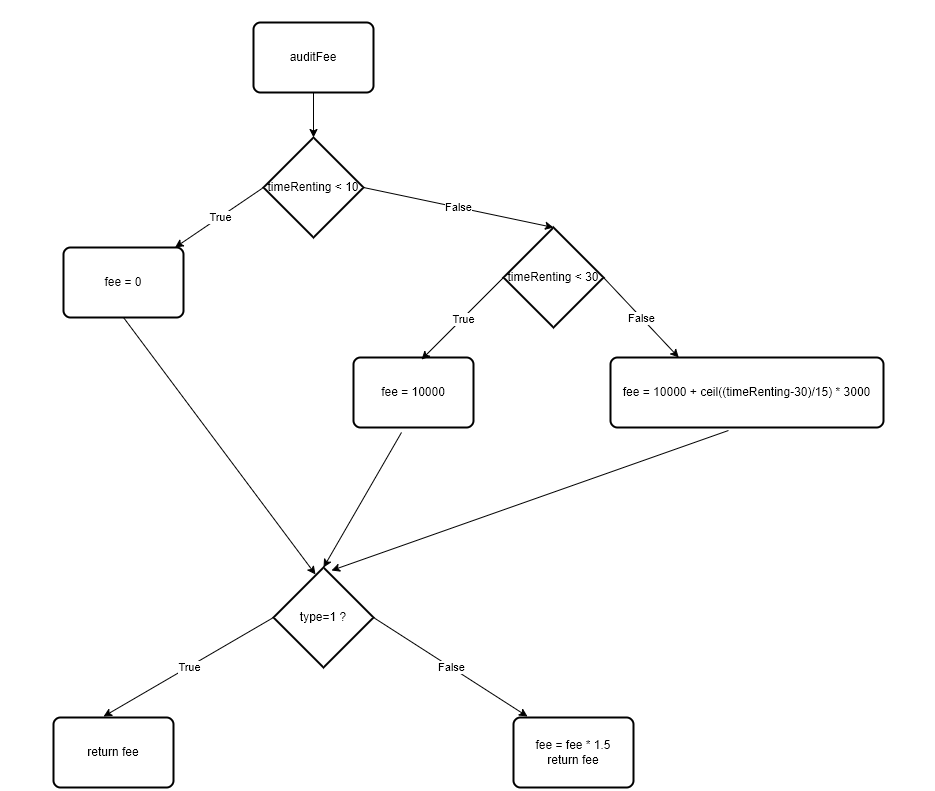 auditFee
timeRenting < 10
True
False
fee = 0
timeRenting < 30
True
False
fee = 10000
fee = 10000 + ceil((timeRenting-30)/15) * 3000
type=1 ?
True
False
return fee
fee = fee * 1.5
return fee